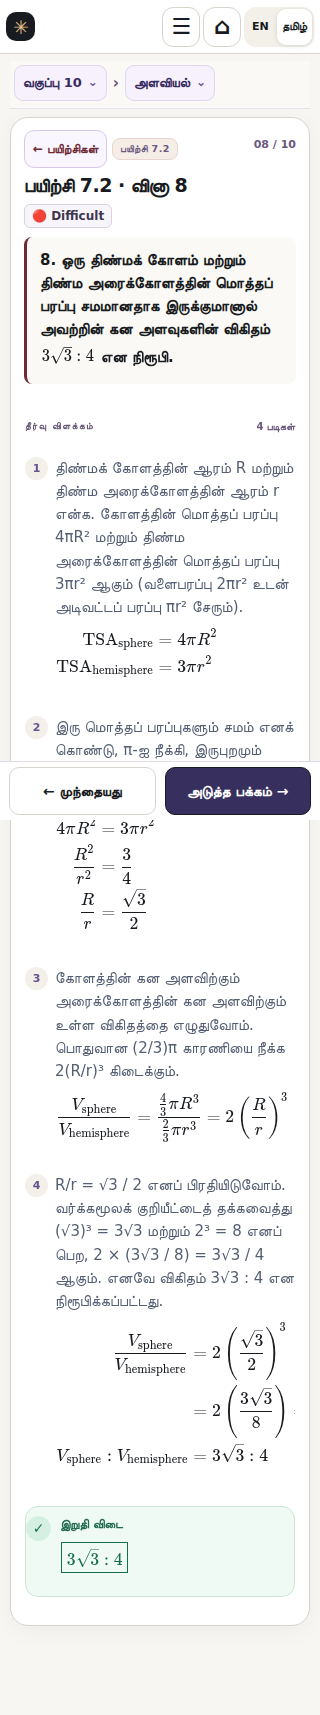 EN
தமிழ்
வகுப்பு 10 ⌄ › அளவியல் ⌄
← பயிற்சிகள்
பயிற்சி 7.2
08 / 10
பயிற்சி 7.2 · வினா 8
🔴 Difficult
8. ஒரு திண்மக் கோளம் மற்றும்
திண்ம அரைக்கோளத்தின் மொத்தப்
பரப்பு சமமானதாக இருக்குமானால்
அவற்றின் கன அளவுகளின் விகிதம்
3√3 : 4 என நிரூபி.
தீர்வு விளக்கம்
4 படிகள்
1 திண்மக் கோளத்தின் ஆரம் R மற்றும்
திண்ம அரைக்கோளத்தின் ஆரம் r
என்க. கோளத்தின் மொத்தப் பரப்பு
4πR² மற்றும் திண்ம
அரைக்கோளத்தின் மொத்தப் பரப்பு
3πr² ஆகும் (வளைபரப்பு 2πr² உடன்
அடிவட்டப் பரப்பு πr² சேரும்).
TSA_sphere = 4πR²
TSA_hemisphere = 3πr²
2 இரு மொத்தப் பரப்புகளும் சமம் எனக்
கொண்டு, π-ஐ நீக்கி, இருபுறமும்
← முந்தையது
அடுத்த பக்கம் →
4πR² = 3πr²
R²/r² = 3/4
R/r = √3/2
3 கோளத்தின் கன அளவிற்கும்
அரைக்கோளத்தின் கன அளவிற்கும்
உள்ள விகிதத்தை எழுதுவோம்.
பொதுவான (2/3)π காரணியை நீக்க
2(R/r)³ கிடைக்கும்.
V_sphere/V_hemisphere = (4/3 πR³)/(2/3 πr³) = 2 (R/r)³
4 R/r = √3 / 2 எனப் பிரதியிடுவோம்.
வர்க்கமூலக் குறியீட்டைத் தக்கவைத்து
(√3)³ = 3√3 மற்றும் 2³ = 8 எனப்
பெற, 2 × (3√3 / 8) = 3√3 / 4
ஆகும். எனவே விகிதம் 3√3 : 4 என
நிரூபிக்கப்பட்டது.
V_sphere/V_hemisphere = 2 (√3/2)³
= 2 (3√3/8)
V_sphere : V_hemisphere = 3√3 : 4
✓ இறுதி விடை
3√3 : 4